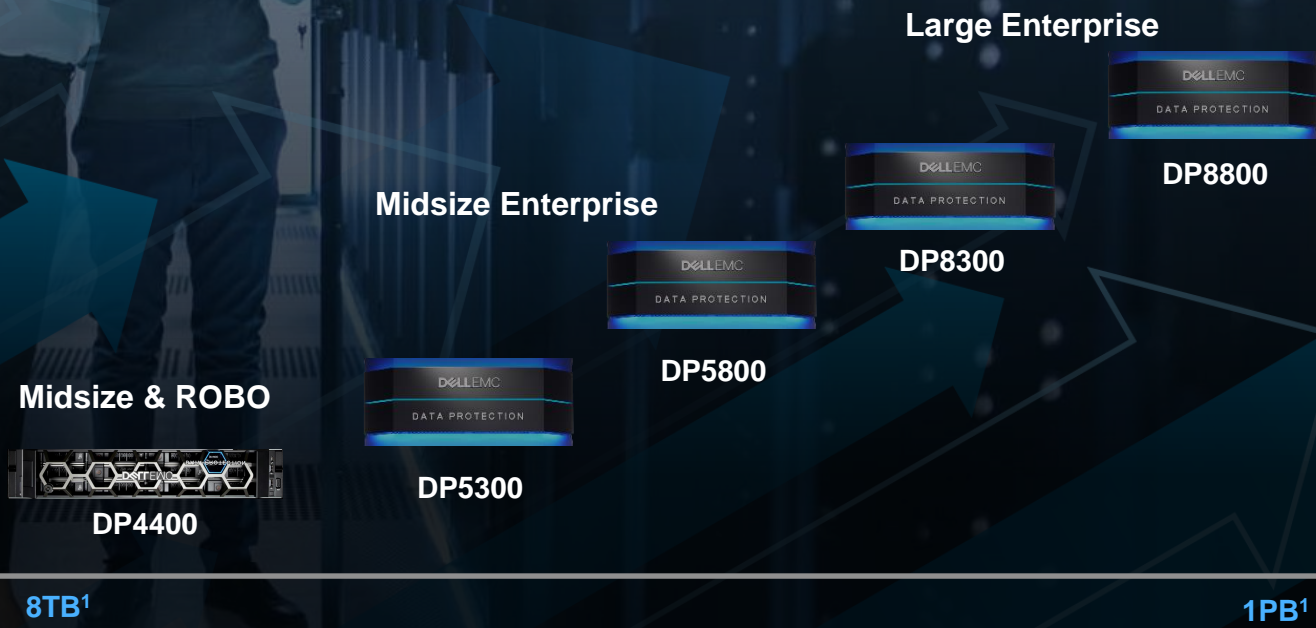 Large Enterprise
DELLEMC
DATA PROTECTION
DP8800
DELLEMC
DATA PROTECTION
DP8300
Midsize Enterprise
DELLEMC
DATA PROTECTION
DP5800
DELLEMC
DATA PROTECTION
DP5300
Midsize & ROBO
DELLEMC
DP4400
8TB¹
1PB¹